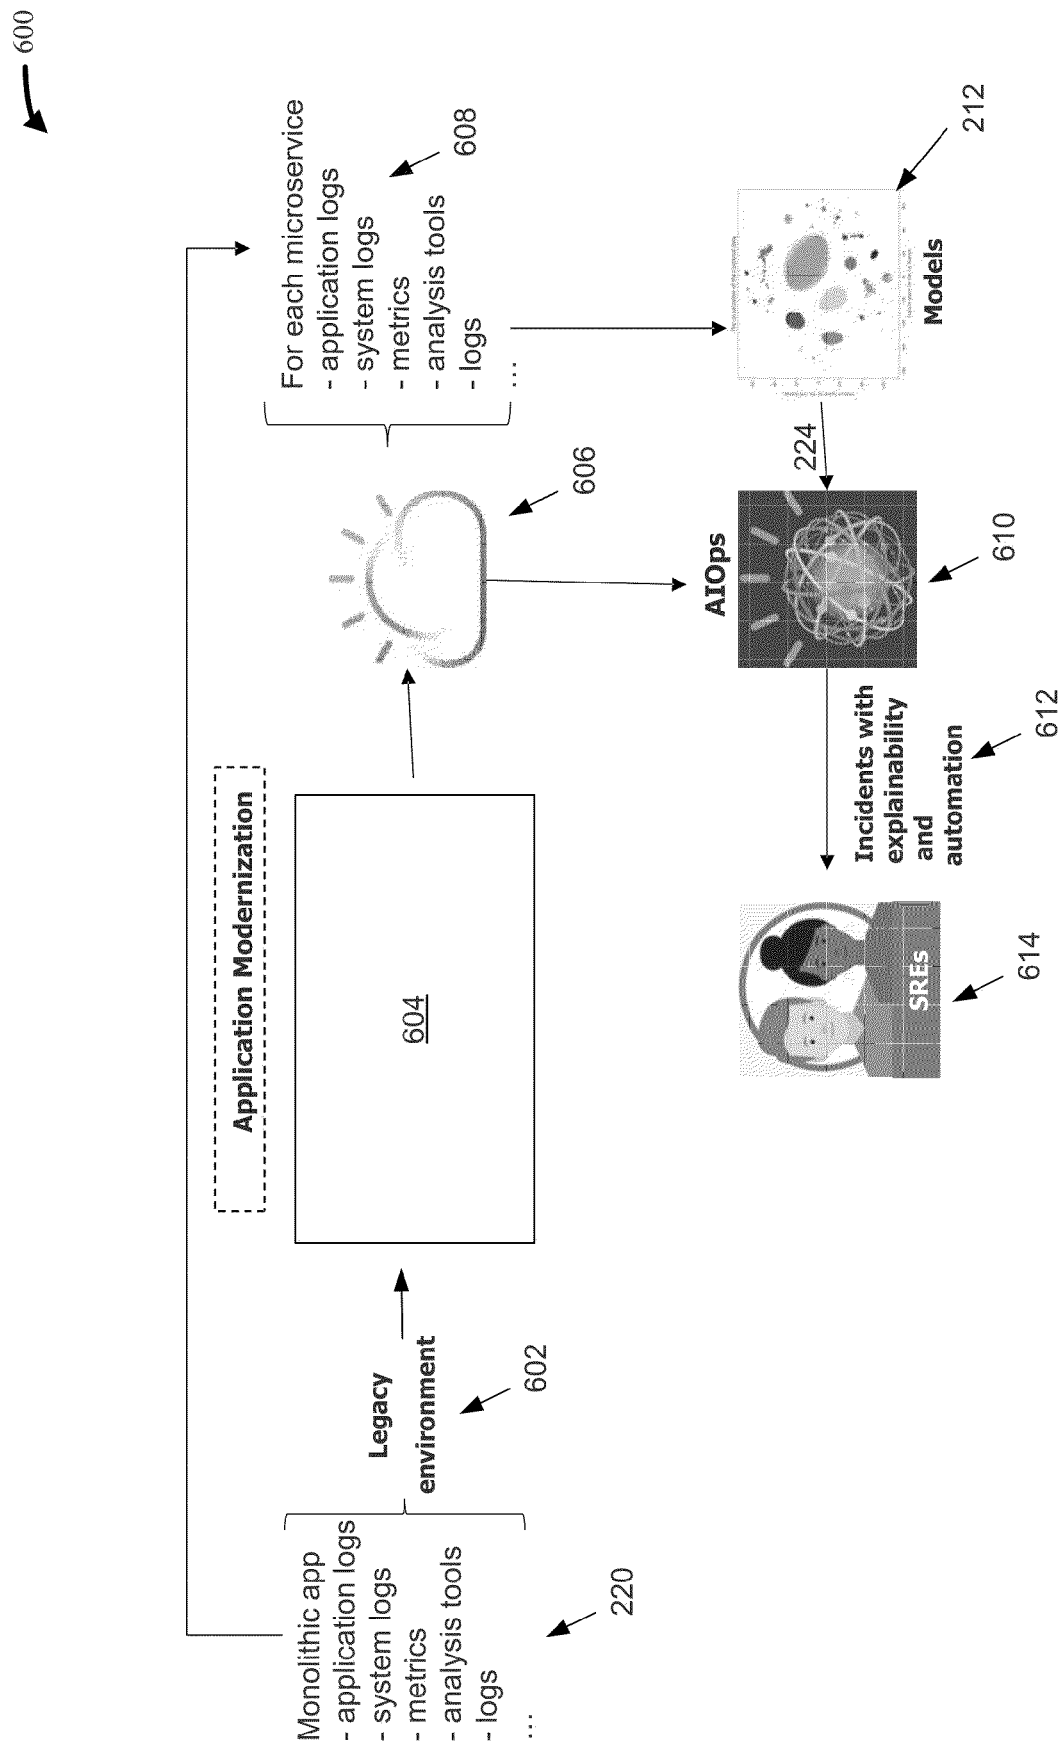 600
Application Modernization
Monolithic app
- application logs
- system logs
- metrics
- analysis tools
- logs
...
220
Legacy
environment
602
604
606
For each microservice
- application logs
- system logs
- metrics
- analysis tools
- logs
...
608
SREs
614
Incidents with
explainability
and
automation
612
AIOps
610
224
Models
212